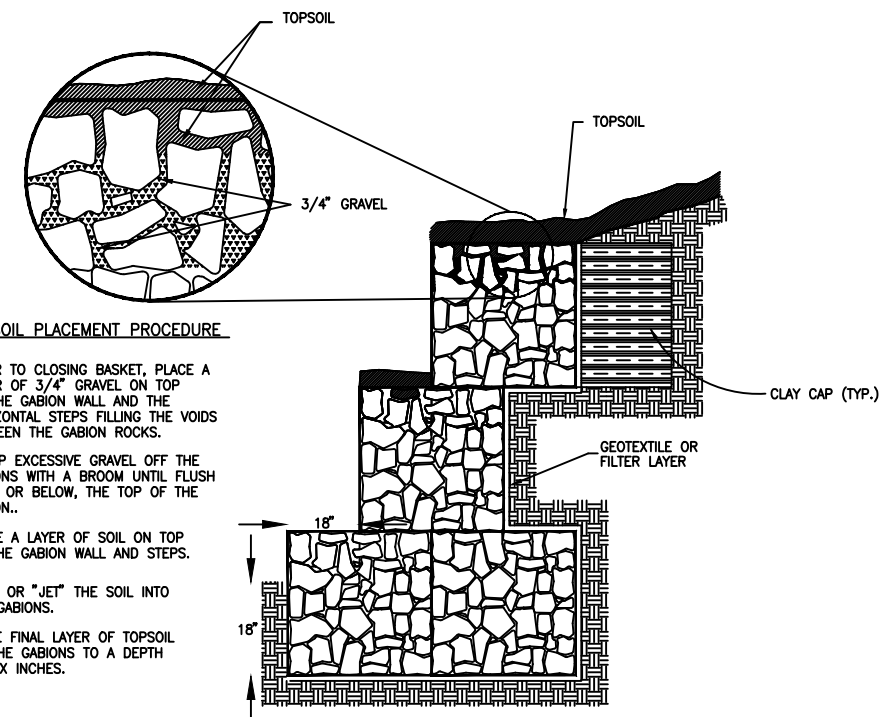 TOPSOIL
TOPSOIL
3/4" GRAVEL
OIL PLACEMENT PROCEDURE
ER TO CLOSING BASKET, PLACE A
R OF 3/4" GRAVEL ON TOP
HE GABION WALL AND THE
ZONTAL STEPS FILLING THE VOIDS
EEN THE GABION ROCKS.
P EXCESSIVE GRAVEL OFF THE
ONS WITH A BROOM UNTIL FLUSH
OR BELOW, THE TOP OF THE
ON..
E A LAYER OF SOIL ON TOP
HE GABION WALL AND STEPS.
OR "JET" THE SOIL INTO
GABIONS.
E FINAL LAYER OF TOPSOIL
HE GABIONS TO A DEPTH
X INCHES.
CLAY CAP (TYP.)
GEOTEXTILE OR
FILTER LAYER
18"
18"